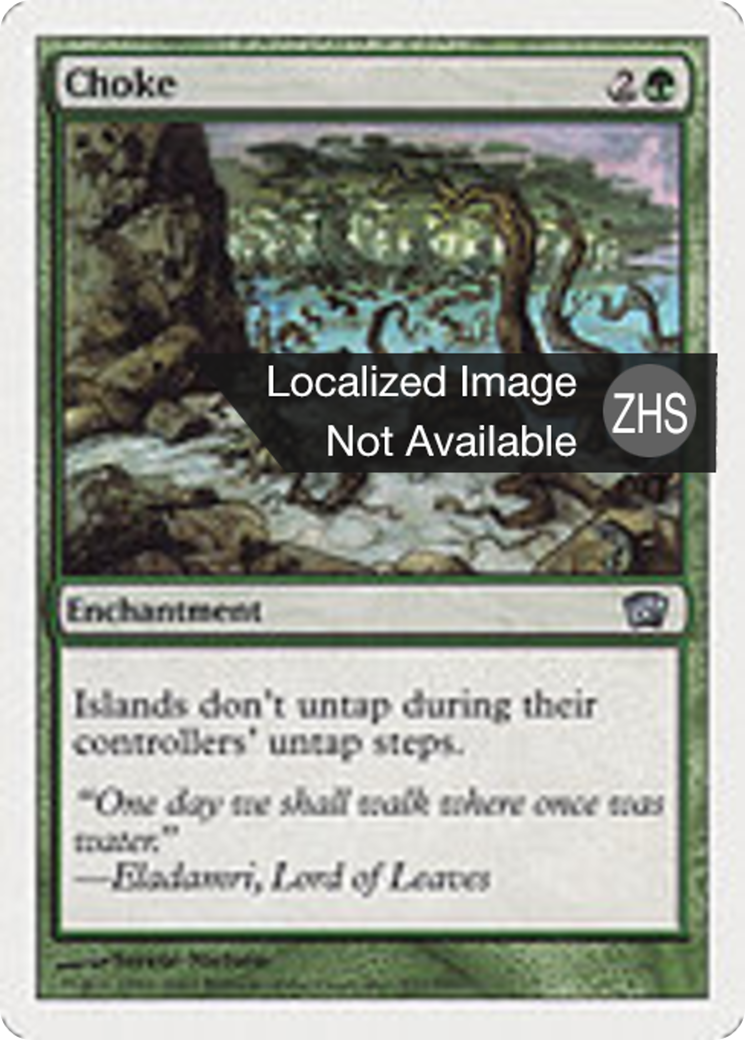 Choke
2
Localized Image
Not Available
ZHS
Enchantment
Islands don't untap during their
controllers' untap steps.
"One day we shall walk where once was
water."
—Eladamri, Lord of Leaves